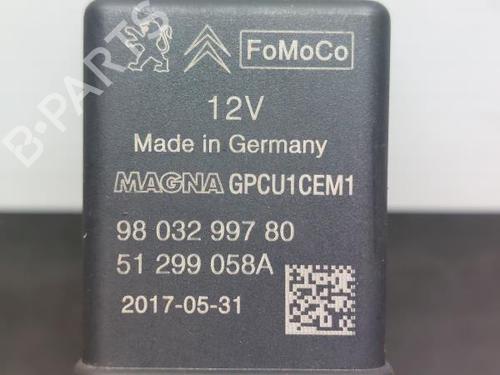 B-PARTS
FoMoCo
12V
Made in Germany
MAGNA GPCU1CEM1
98 032 997 80
51 299 058A
2017-05-31